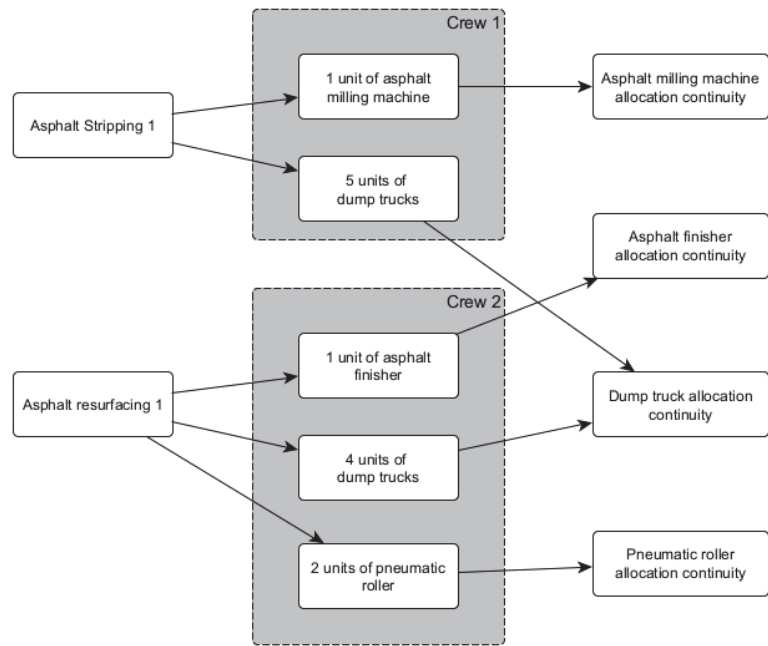 Crew 1
1 unit of asphalt
milling machine
Asphalt milling machine
allocation continuity
Asphalt Stripping 1
5 units of
dump trucks
Asphalt finisher
allocation continuity
Crew 2
1 unit of asphalt
finisher
Asphalt resurfacing 1
Dump truck allocation
continuity
4 units of
dump trucks
2 units of pneumatic
roller
Pneumatic roller
allocation continuity